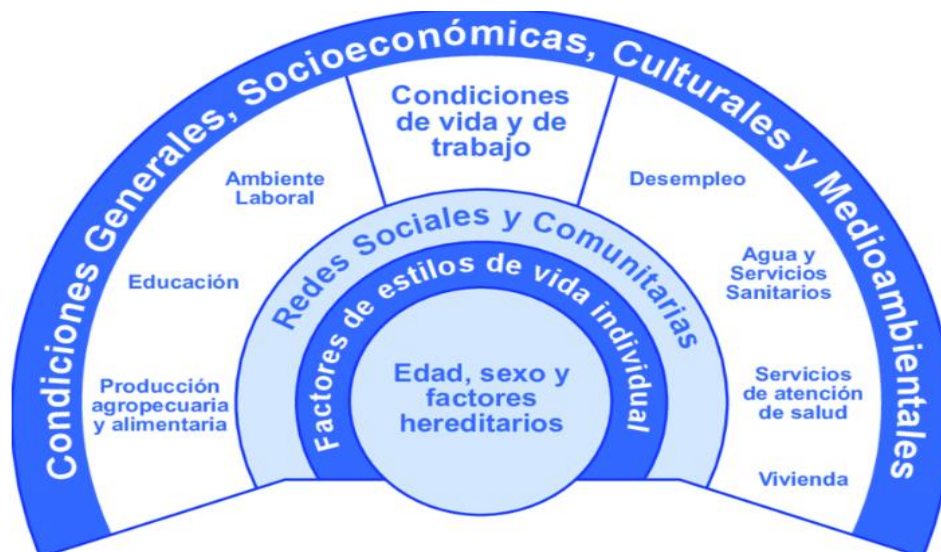 Condiciones Generales, Socioeconómicas, Culturales y Medioambientales
Condiciones
de vida y de
trabajo
Ambiente
Laboral
Desempleo
Educación
Agua y
Servicios
Sanitarios
Producción
agropecuaria
y alimentaria
Servicios
de atención
de salud
Vivienda
Redes Sociales y Comunitarias
Factores de estilos de vida individual
Edad, sexo y
factores
hereditarios